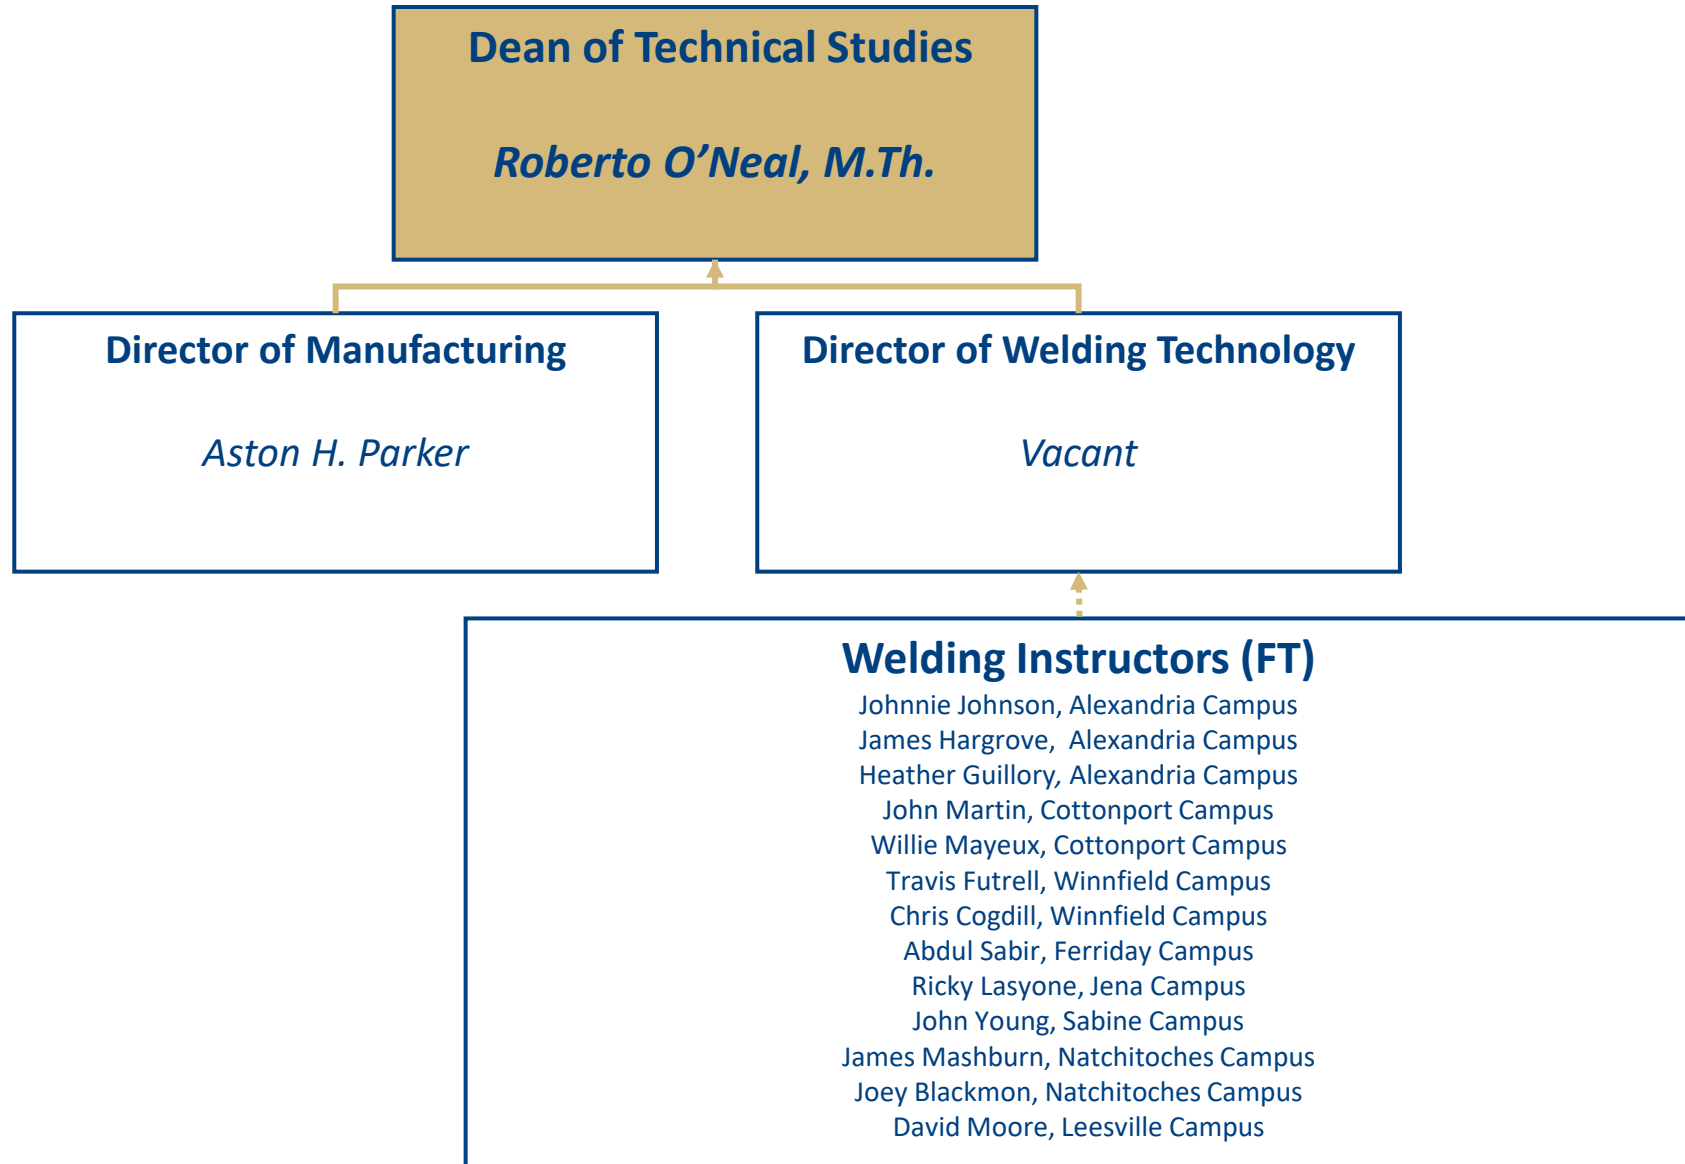 Dean of Technical Studies
Roberto O’Neal, M.Th.
Director of Manufacturing
Aston H. Parker
Director of Welding Technology
Vacant
Welding Instructors (FT)
Johnnie Johnson, Alexandria Campus
James Hargrove,  Alexandria Campus
Heather Guillory, Alexandria Campus
John Martin, Cottonport Campus
Willie Mayeux, Cottonport Campus
Travis Futrell, Winnfield Campus
Chris Cogdill, Winnfield Campus
Abdul Sabir, Ferriday Campus
Ricky Lasyone, Jena Campus
John Young, Sabine Campus
James Mashburn, Natchitoches Campus
Joey Blackmon, Natchitoches Campus
David Moore, Leesville Campus